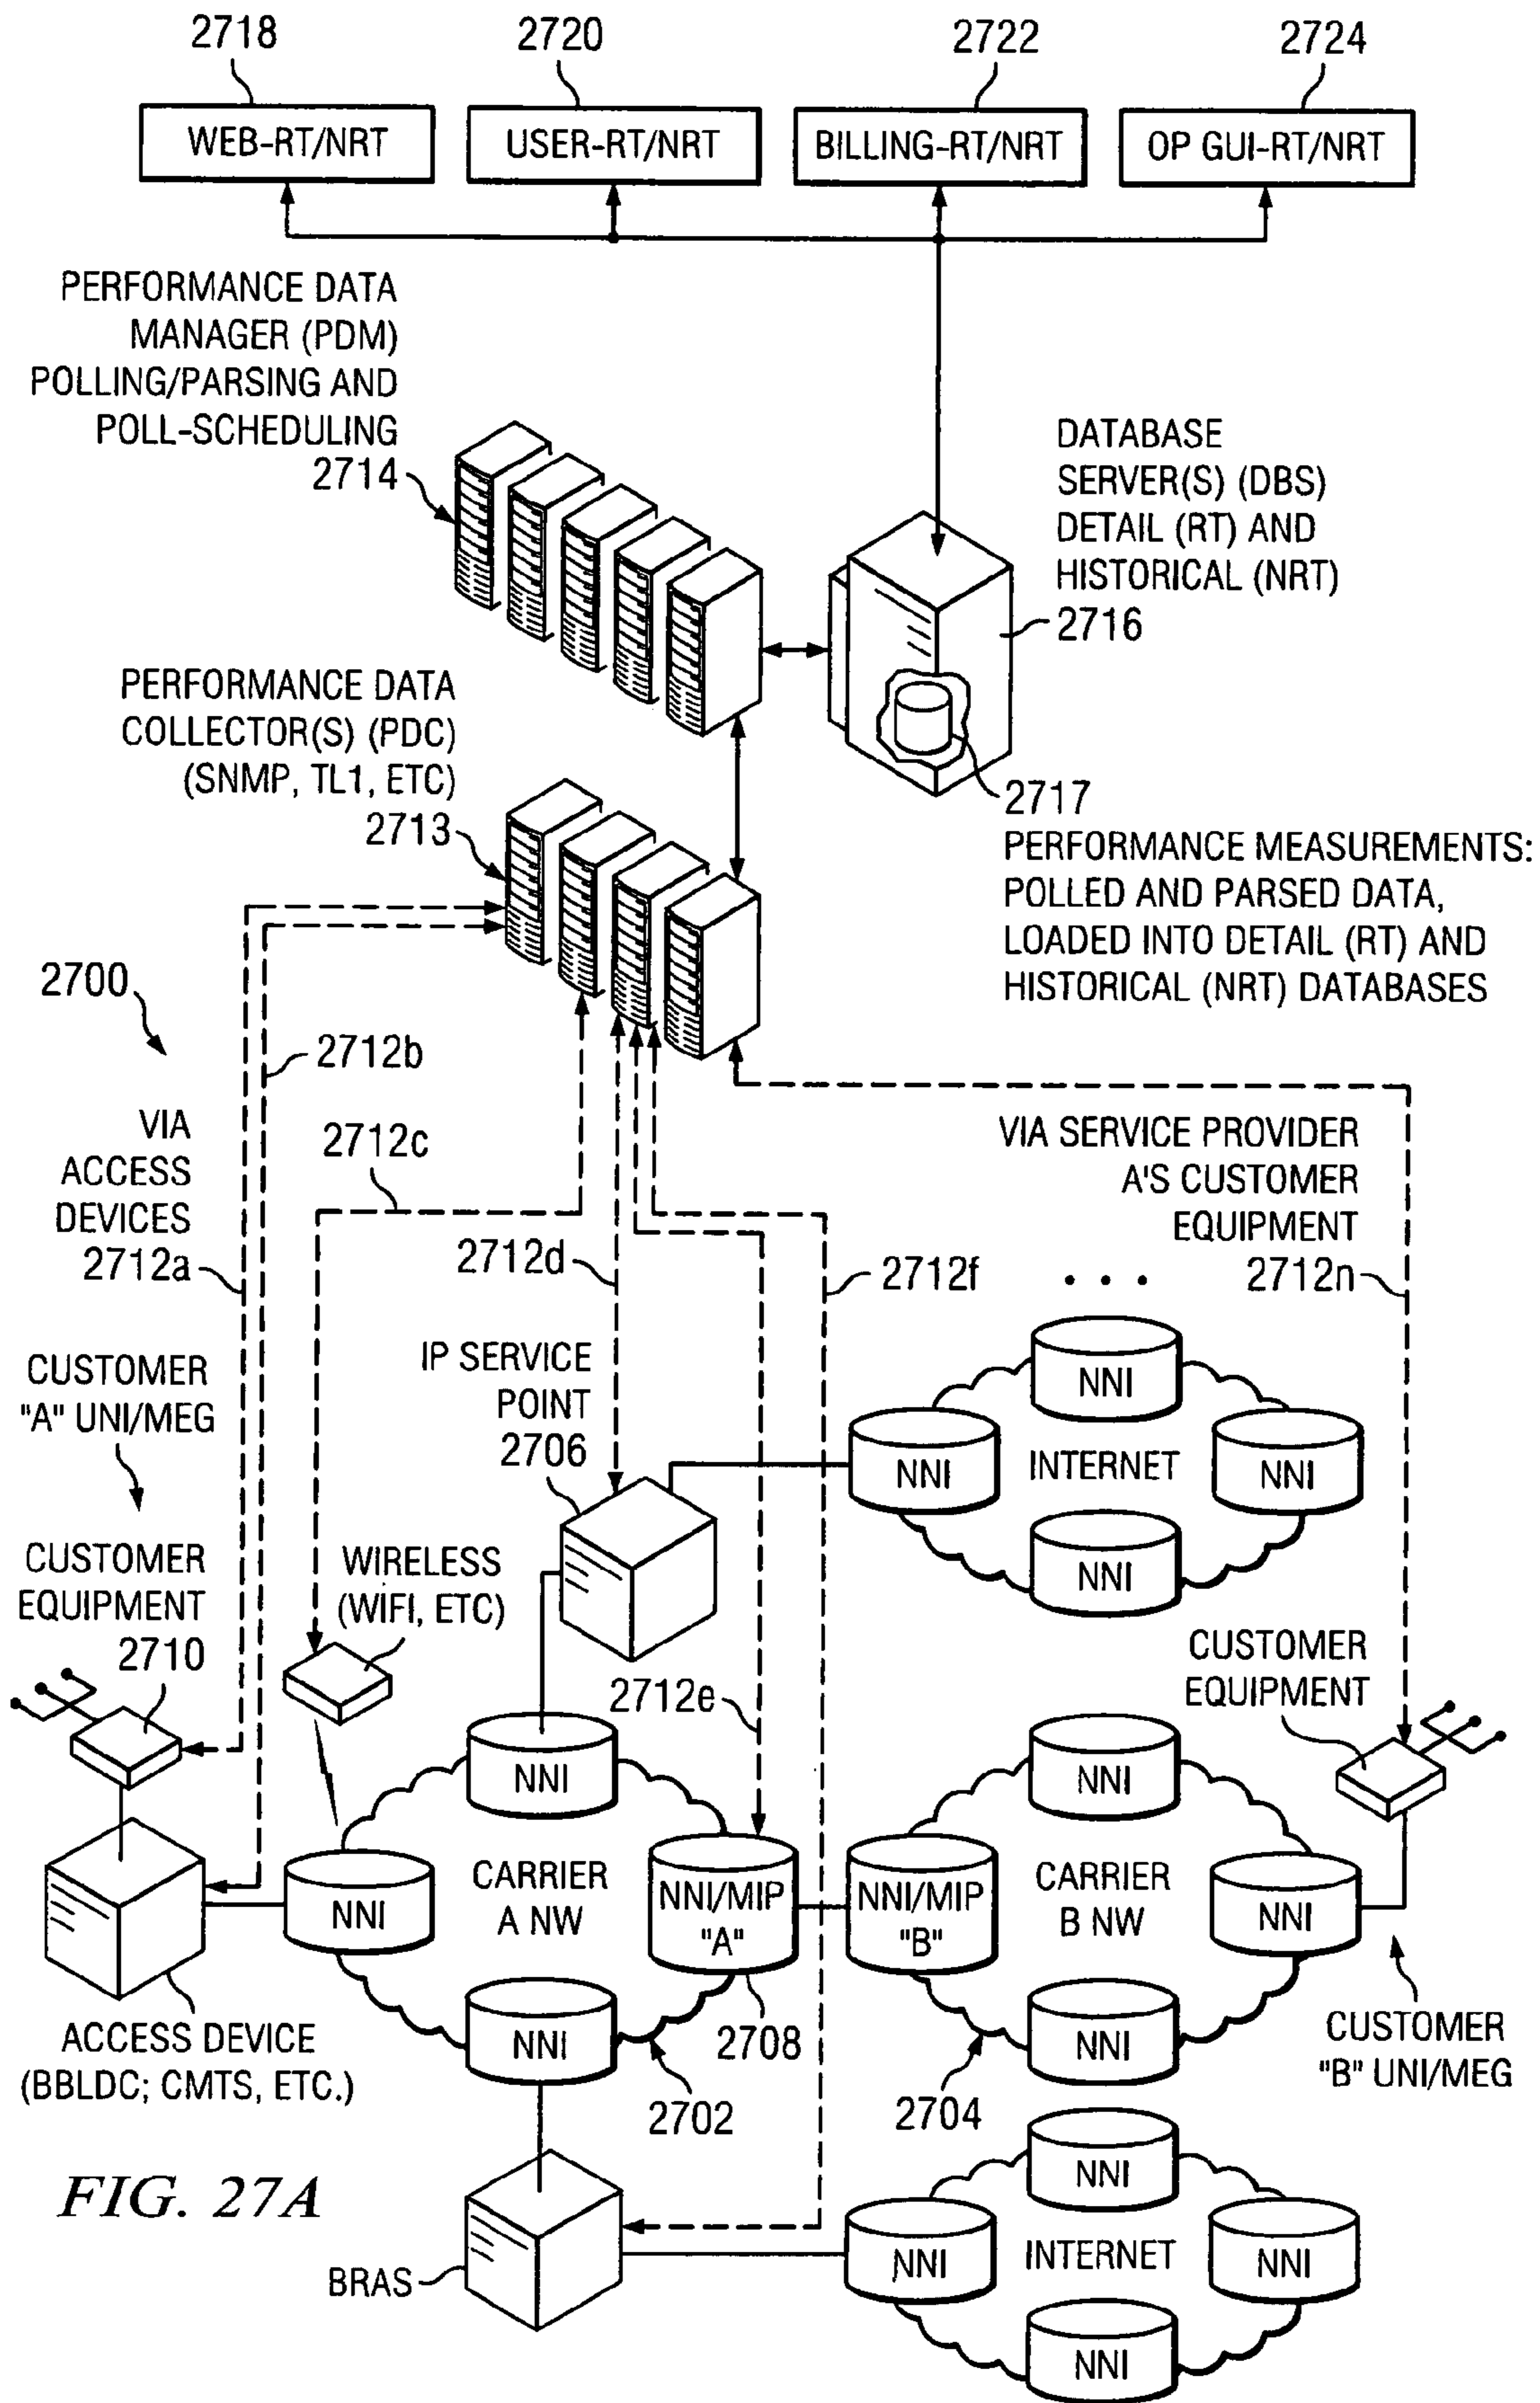 2718
2720
2722
2724
WEB-RT/NRT
USER-RT/NRT
BILLING-RT/NRT
OP GUI-RT/NRT
PERFORMANCE DATA
MANAGER (PDM)
POLLING/PARSING AND
POLL-SCHEDULING
2714
DATABASE
SERVER(S) (DBS)
DETAIL (RT) AND
HISTORICAL (NRT)
2716
PERFORMANCE DATA
COLLECTOR(S) (PDC)
(SNMP, TL1, ETC)
2713
2717
PERFORMANCE MEASUREMENTS:
POLLED AND PARSED DATA,
LOADED INTO DETAIL (RT) AND
HISTORICAL (NRT) DATABASES
2700
2712b
VIA
ACCESS
DEVICES
2712a
2712c
2712d
2712f
VIA SERVICE PROVIDER
A'S CUSTOMER
EQUIPMENT
2712n
. . .
CUSTOMER
"A" UNI/MEG
IP SERVICE
POINT
2706
NNI
NNI
INTERNET
NNI
NNI
CUSTOMER
EQUIPMENT
2710
WIRELESS
(WIFI, ETC)
2712e
CUSTOMER
EQUIPMENT
NNI
NNI
CARRIER
A NW
NNI/MIP
"A"
NNI
NNI
NNI/MIP
"B"
CARRIER
B NW
NNI
NNI
ACCESS DEVICE
(BBLDC; CMTS, ETC.)
2708
2702
2704
CUSTOMER
"B" UNI/MEG
FIG. 27A
BRAS
NNI
NNI
INTERNET
NNI
NNI